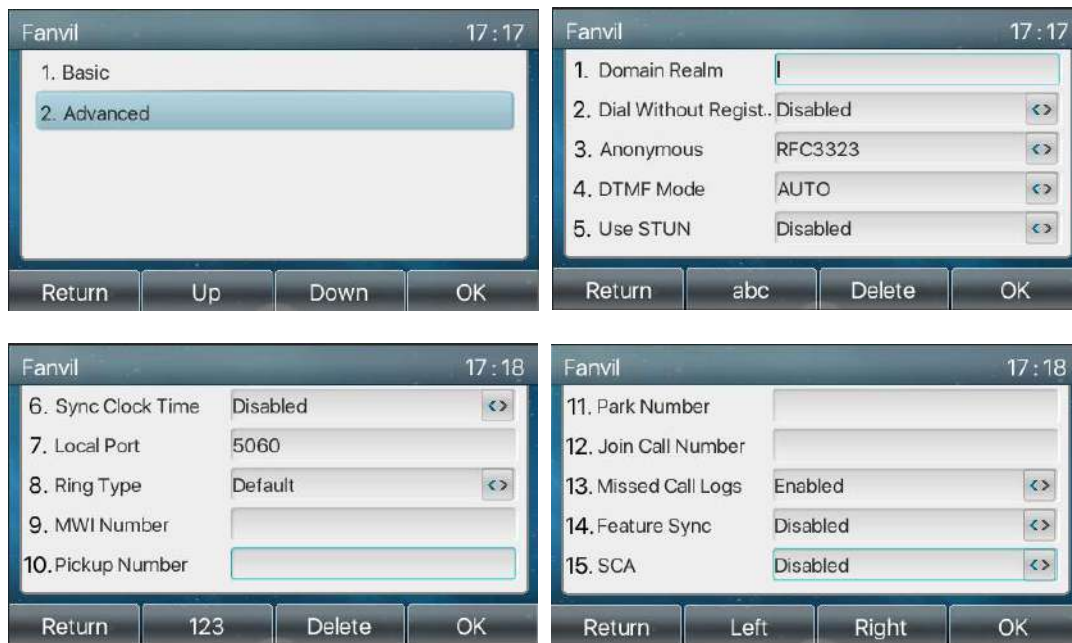 Fanvil 17:17
1. Basic
2. Advanced
Return Up Down OK
Fanvil 17:17
1. Domain Realm
2. Dial Without Regist.. Disabled
3. Anonymous RFC3323
4. DTMF Mode AUTO
5. Use STUN Disabled
Return abc Delete OK
Fanvil 17:18
6. Sync Clock Time Disabled
7. Local Port 5060
8. Ring Type Default
9. MWI Number
10. Pickup Number
Return 123 Delete OK
Fanvil 17:18
11. Park Number
12. Join Call Number
13. Missed Call Logs Enabled
14. Feature Sync Disabled
15. SCA Disabled
Return Left Right OK